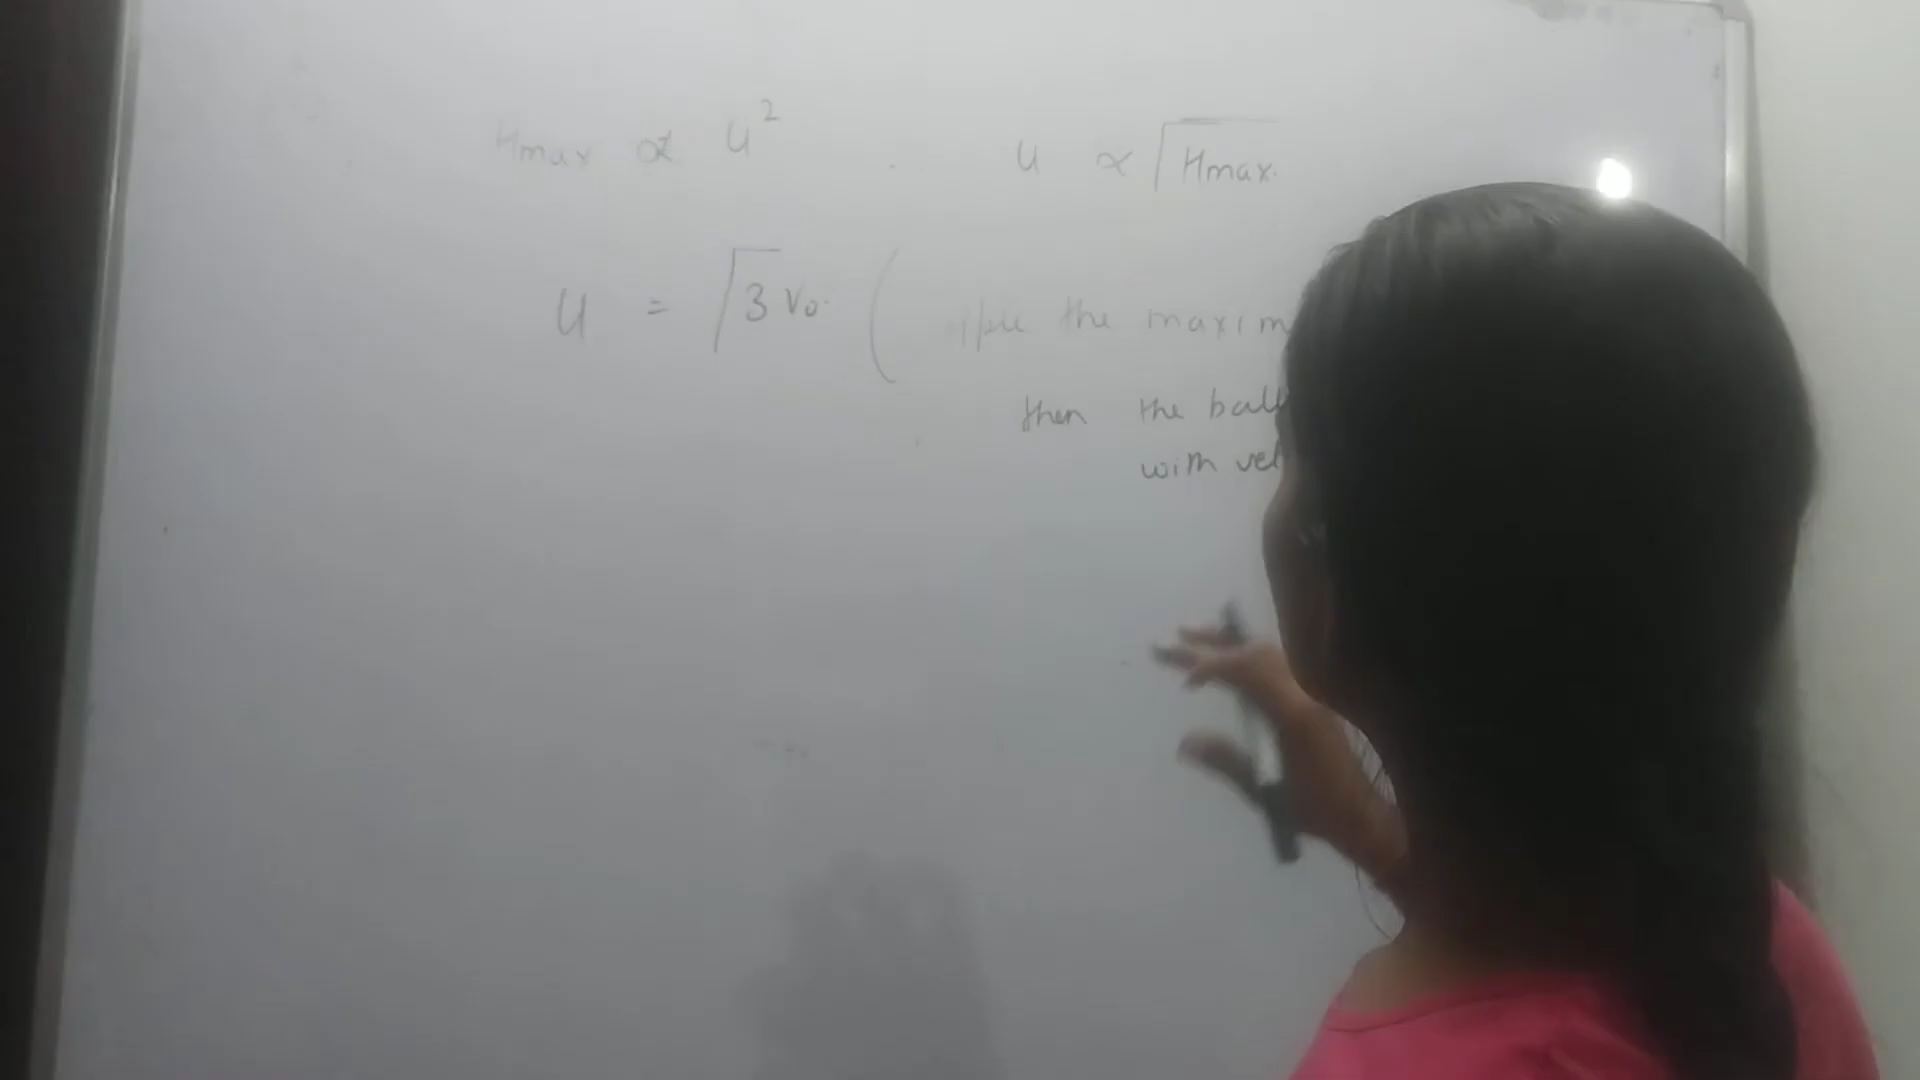 Hmax ∝ u² u ∝ √Hmax.
u = √3 v₀. ( the maxim
then the ball
with vel